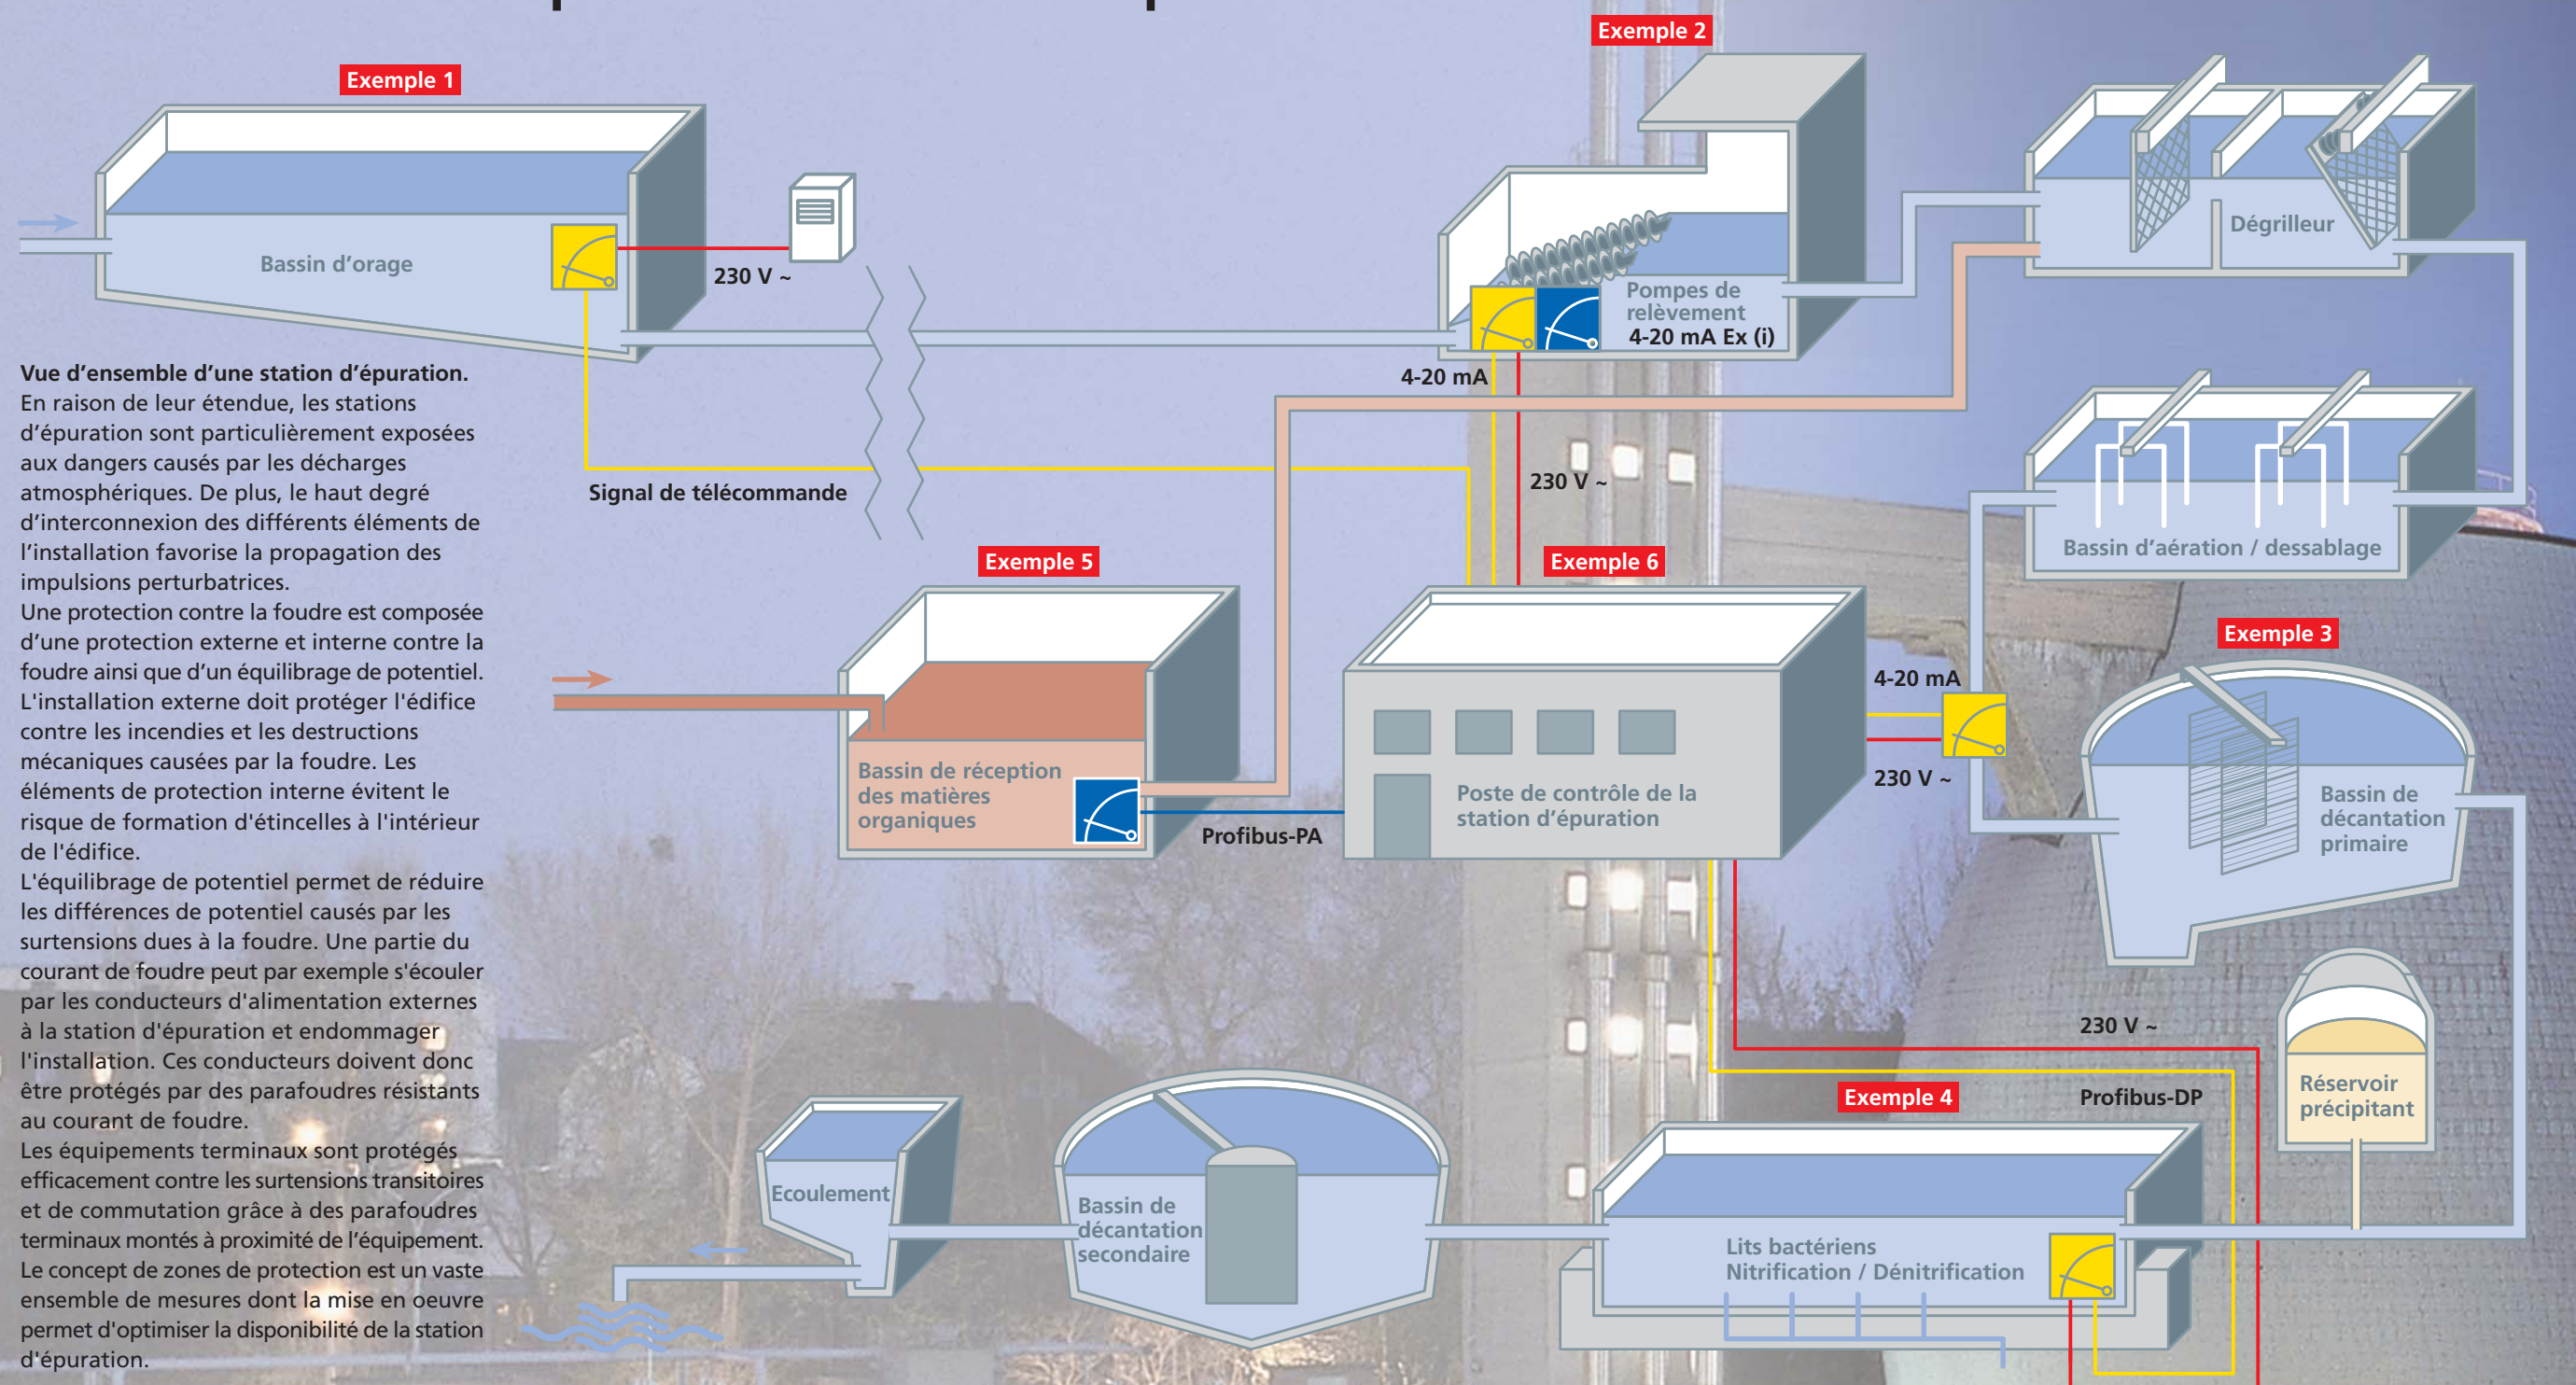 Exemple 1
Bassin d'orage
230 V ~
Signal de télécommande
Exemple 2
Pompes de
relèvement
4-20 mA Ex (i)
4-20 mA
230 V ~
Dégrilleur
Bassin d'aération / dessablage
Vue d'ensemble d'une station d'épuration.
En raison de leur étendue, les stations
d'épuration sont particulièrement exposées
aux dangers causés par les décharges
atmosphériques. De plus, le haut degré
d'interconnexion des différents éléments de
l'installation favorise la propagation des
impulsions perturbatrices.
Une protection contre la foudre est composée
d'une protection externe et interne contre la
foudre ainsi que d'un équilibrage de potentiel.
L'installation externe doit protéger l'édifice
contre les incendies et les destructions
mécaniques causées par la foudre. Les
éléments de protection interne évitent le
risque de formation d'étincelles à l'intérieur
de l'édifice.
L'équilibrage de potentiel permet de réduire
les différences de potentiel causés par les
surtensions dues à la foudre. Une partie du
courant de foudre peut par exemple s'écouler
par les conducteurs d'alimentation externes
à la station d'épuration et endommager
l'installation. Ces conducteurs doivent donc
être protégés par des parafoudres résistants
au courant de foudre.
Les équipements terminaux sont protégés
efficacement contre les surtensions transitoires
et de commutation grâce à des parafoudres
terminaux montés à proximité de l'équipement.
Le concept de zones de protection est un vaste
ensemble de mesures dont la mise en oeuvre
permet d'optimiser la disponibilité de la station
d'épuration.
Exemple 5
Bassin de réception
des matières
organiques
Profibus-PA
Exemple 6
Poste de contrôle de la
station d'épuration
4-20 mA
230 V ~
Exemple 3
Bassin de
décantation
primaire
230 V ~
Profibus-DP
Réservoir
précipitant
Exemple 4
Lits bactériens
Nitrification / Dénitrification
Bassin de
décantation
secondaire
Ecoulement